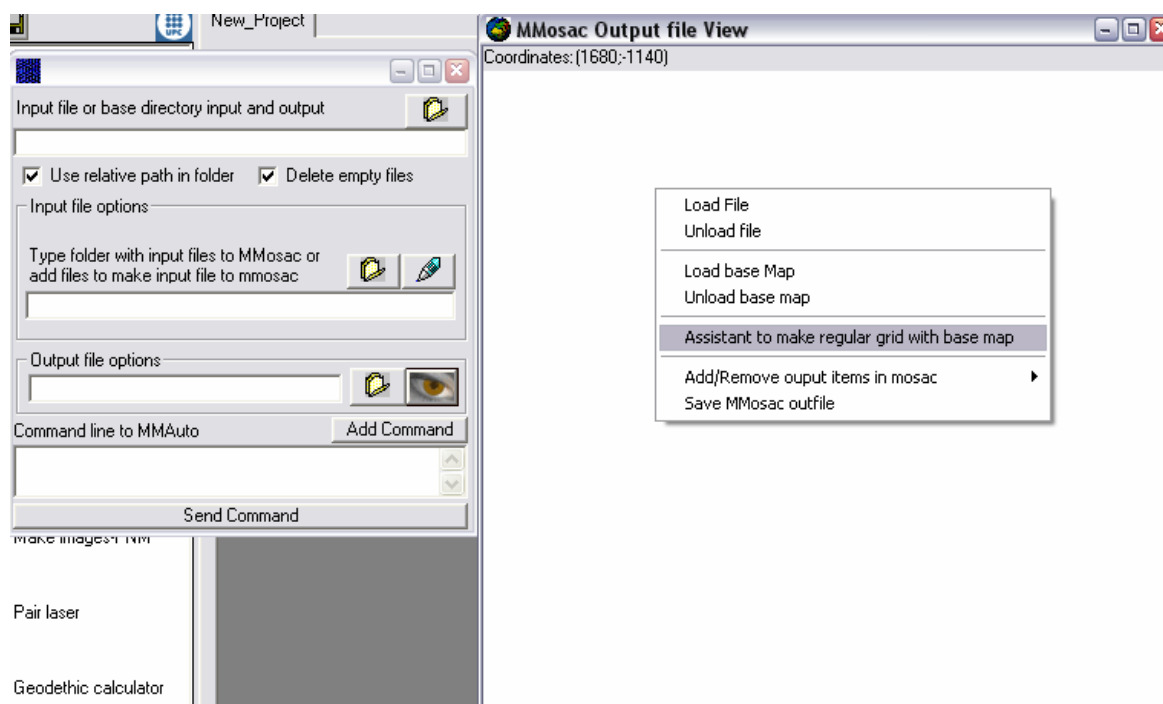 UPC
New_Project
Input file or base directory input and output
Use relative path in folder
Delete empty files
Input file options
Type folder with input files to MMosac or
add files to make input file to mmosac
Output file options
Command line to MMAuto
Add Command
Send Command
Pair laser
Geodethic calculator
MMosac Output file View
Coordinates:(1680;-1140)
Load File
Unload file
Load base Map
Unload base map
Assistant to make regular grid with base map
Add/Remove ouput items in mosac
Save MMosac outfile